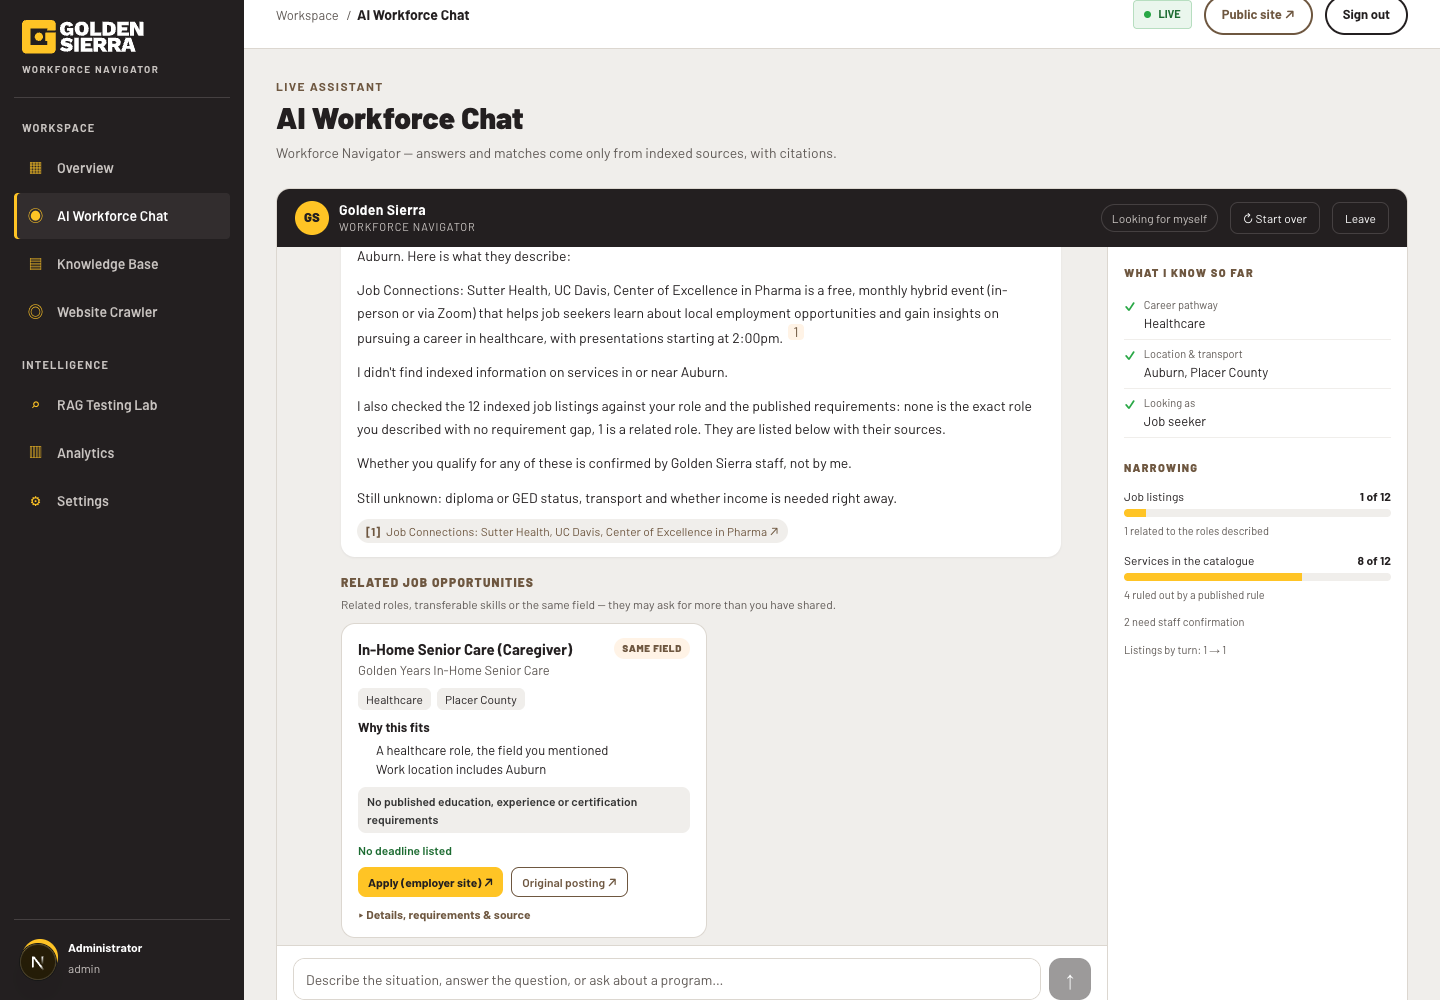 GOLDEN
SIERRA
WORKFORCE NAVIGATOR
WORKSPACE
Overview
AI Workforce Chat
Knowledge Base
Website Crawler
INTELLIGENCE
RAG Testing Lab
Analytics
Settings
N
Administrator
admin
Workspace / AI Workforce Chat
LIVE
Public site ↗
Sign out
LIVE ASSISTANT
AI Workforce Chat
Workforce Navigator — answers and matches come only from indexed sources, with citations.
GS
Golden Sierra
WORKFORCE NAVIGATOR
Looking for myself
↻ Start over
Leave
Auburn. Here is what they describe:
Job Connections: Sutter Health, UC Davis, Center of Excellence in Pharma is a free, monthly hybrid event (in-
person or via Zoom) that helps job seekers learn about local employment opportunities and gain insights on
pursuing a career in healthcare, with presentations starting at 2:00pm. 1
I didn't find indexed information on services in or near Auburn.
I also checked the 12 indexed job listings against your role and the published requirements: none is the exact role
you described with no requirement gap, 1 is a related role. They are listed below with their sources.
Whether you qualify for any of these is confirmed by Golden Sierra staff, not by me.
Still unknown: diploma or GED status, transport and whether income is needed right away.
[1] Job Connections: Sutter Health, UC Davis, Center of Excellence in Pharma ↗
RELATED JOB OPPORTUNITIES
Related roles, transferable skills or the same field — they may ask for more than you have shared.
In-Home Senior Care (Caregiver)
SAME FIELD
Golden Years In-Home Senior Care
Healthcare
Placer County
Why this fits
A healthcare role, the field you mentioned
Work location includes Auburn
No published education, experience or certification
requirements
No deadline listed
Apply (employer site) ↗
Original posting ↗
▸ Details, requirements & source
Describe the situation, answer the question, or ask about a program...
↑
WHAT I KNOW SO FAR
Career pathway
Healthcare
Location & transport
Auburn, Placer County
Looking as
Job seeker
NARROWING
Job listings 1 of 12
1 related to the roles described
Services in the catalogue 8 of 12
4 ruled out by a published rule
2 need staff confirmation
Listings by turn: 1 → 1